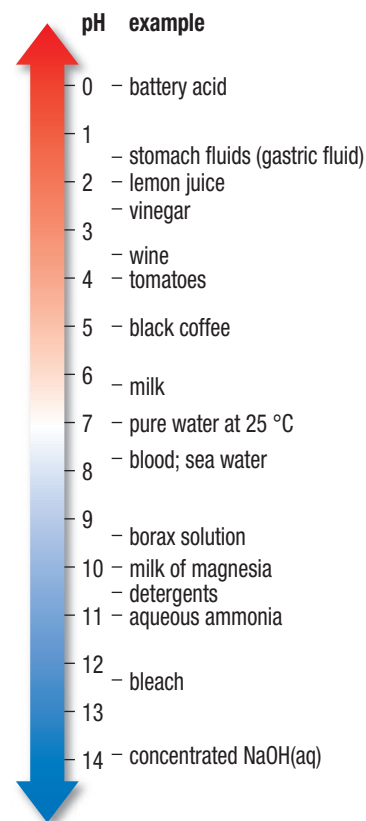 pH example
0 – battery acid
1
– stomach fluids (gastric fluid)
2 – lemon juice
– vinegar
3
– wine
4 – tomatoes
5 – black coffee
6
– milk
7 – pure water at 25 °C
– blood; sea water
8
9
– borax solution
10 – milk of magnesia
– detergents
11 – aqueous ammonia
12
– bleach
13
14 – concentrated NaOH(aq)